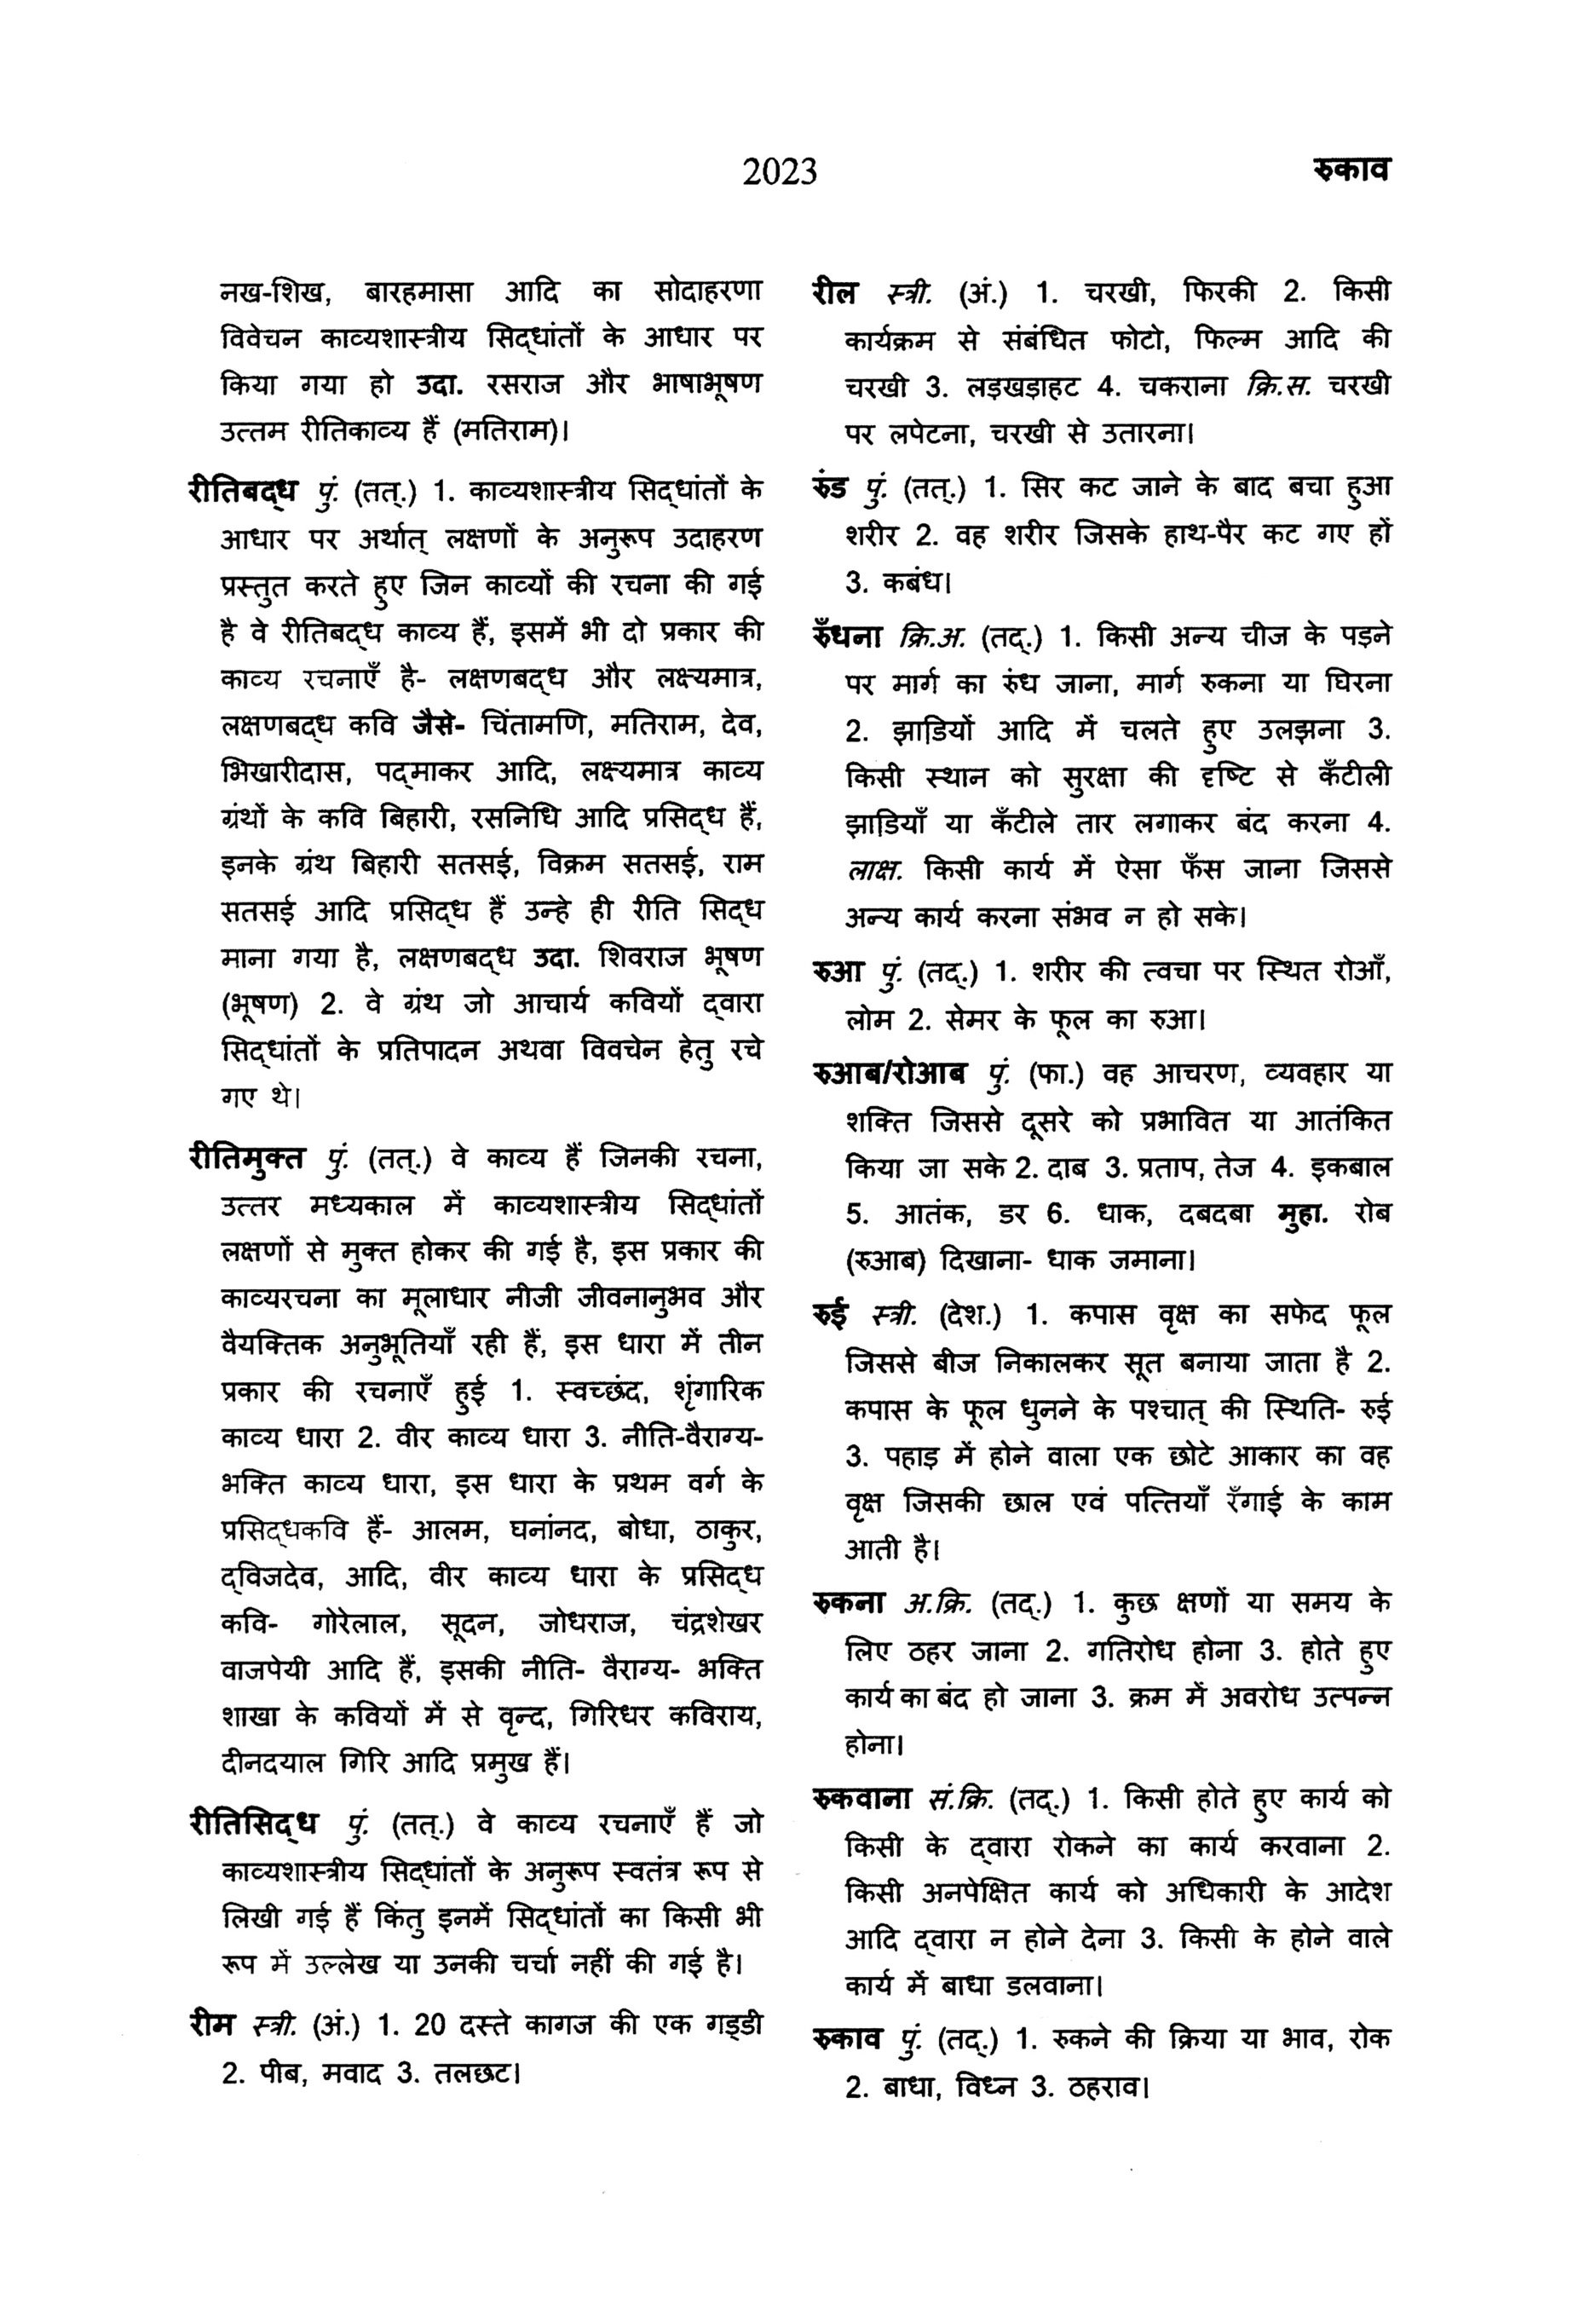 2023
रुकाव
नख-शिख, बारहमासा आदि का सोदाहरणा
विवेचन काव्यशास्त्रीय सिद्धांतों के आधार पर
किया गया हो उदा. रसराज और भाषाभूषण
उत्तम रीतिकाव्य हैं (मतिराम)।
रीतिबद्ध पुं. (तत्.) 1. काव्यशास्त्रीय सिद्धांतों के
आधार पर अर्थात् लक्षणों के अनुरूप उदाहरण
प्रस्तुत करते हुए जिन काव्यों की रचना की गई
है वे रीतिबद्ध काव्य हैं, इसमें भी दो प्रकार की
काव्य रचनाएँ है- लक्षणबद्ध और लक्ष्यमात्र,
लक्षणबद्ध कवि जैसे- चिंतामणि, मतिराम, देव,
भिखारीदास, पद्माकर आदि, लक्ष्यमात्र काव्य
ग्रंथों के कवि बिहारी, रसनिधि आदि प्रसिद्ध हैं,
इनके ग्रंथ बिहारी सतसई, विक्रम सतसई, राम
सतसई आदि प्रसिद्ध हैं उन्हे ही रीति सिद्ध
माना गया है, लक्षणबद्ध उदा. शिवराज भूषण
(भूषण) 2. वे ग्रंथ जो आचार्य कवियों द्वारा
सिद्धांतों के प्रतिपादन अथवा विवचेन हेतु रचे
गए थे।
रीतिमुक्त पुं. (तत्.) वे काव्य हैं जिनकी रचना,
उत्तर मध्यकाल में काव्यशास्त्रीय सिद्धांतों
लक्षणों से मुक्त होकर की गई है, इस प्रकार की
काव्यरचना का मूलाधार नीजी जीवनानुभव और
वैयक्तिक अनुभूतियाँ रही हैं, इस धारा में तीन
प्रकार की रचनाएँ हुई 1. स्वच्छंद, शृंगारिक
काव्य धारा 2. वीर काव्य धारा 3. नीति-वैराग्य-
भक्ति काव्य धारा, इस धारा के प्रथम वर्ग के
प्रसिद्धकवि हैं- आलम, घनांनद, बोधा, ठाकुर,
द्विजदेव, आदि, वीर काव्य धारा के प्रसिद्ध
कवि- गोरेलाल, सूदन, जोधराज, चंद्रशेखर
वाजपेयी आदि हैं, इसकी नीति- वैराग्य- भक्ति
शाखा के कवियों में से वृन्द, गिरिधर कविराय,
दीनदयाल गिरि आदि प्रमुख हैं।
रीतिसिद्ध पुं. (तत्.) वे काव्य रचनाएँ हैं जो
काव्यशास्त्रीय सिद्धांतों के अनुरूप स्वतंत्र रूप से
लिखी गई हैं किंतु इनमें सिद्धांतों का किसी भी
रूप में उल्लेख या उनकी चर्चा नहीं की गई है।
रीम स्त्री. (अं.) 1. 20 दस्ते कागज की एक गड्डी
2. पीब, मवाद 3. तलछट।
रील स्त्री. (अं.) 1. चरखी, फिरकी 2. किसी
कार्यक्रम से संबंधित फोटो, फिल्म आदि की
चरखी 3. लड़खड़ाहट 4. चकराना क्रि.स. चरखी
पर लपेटना, चरखी से उतारना।
रुंड पुं. (तत्.) 1. सिर कट जाने के बाद बचा हुआ
शरीर 2. वह शरीर जिसके हाथ-पैर कट गए हों
3. कबंध।
रुँधना क्रि.अ. (तद्.) 1. किसी अन्य चीज के पड़ने
पर मार्ग का रुंध जाना, मार्ग रुकना या घिरना
2. झाडि़यों आदि में चलते हुए उलझना 3.
किसी स्थान को सुरक्षा की दृष्टि से कँटीली
झाडि़याँ या कँटीले तार लगाकर बंद करना 4.
लाक्ष. किसी कार्य में ऐसा फँस जाना जिससे
अन्य कार्य करना संभव न हो सके।
रुआ पुं. (तद्.) 1. शरीर की त्वचा पर स्थित रोआँ,
लोम 2. सेमर के फूल का रुआ।
रुआब/रोआब पुं. (फा.) वह आचरण, व्यवहार या
शक्ति जिससे दूसरे को प्रभावित या आतंकित
किया जा सके 2. दाब 3. प्रताप, तेज 4. इकबाल
5. आतंक, डर 6. धाक, दबदबा मुहा. रोब
(रुआब) दिखाना- धाक जमाना।
रुई स्त्री. (देश.) 1. कपास वृक्ष का सफेद फूल
जिससे बीज निकालकर सूत बनाया जाता है 2.
कपास के फूल धुनने के पश्चात् की स्थिति- रुई
3. पहाड़ में होने वाला एक छोटे आकार का वह
वृक्ष जिसकी छाल एवं पत्तियाँ रँगाई के काम
आती है।
रुकना अ.क्रि. (तद्.) 1. कुछ क्षणों या समय के
लिए ठहर जाना 2. गतिरोध होना 3. होते हुए
कार्य का बंद हो जाना 3. क्रम में अवरोध उत्पन्न
होना।
रुकवाना सं.क्रि. (तद्.) 1. किसी होते हुए कार्य को
किसी के द्वारा रोकने का कार्य करवाना 2.
किसी अनपेक्षित कार्य को अधिकारी के आदेश
आदि द्वारा न होने देना 3. किसी के होने वाले
कार्य में बाधा डलवाना।
रुकाव पुं. (तद्.) 1. रुकने की क्रिया या भाव, रोक
2. बाधा, विघ्न 3. ठहराव।